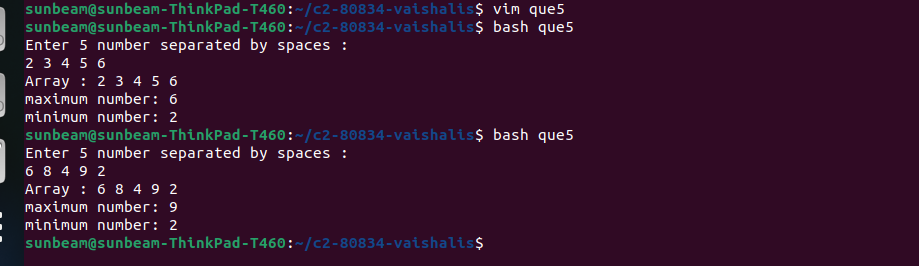 sunbeam@sunbeam-ThinkPad-T460:~/c2-80834-vaishalis$ vim que5
sunbeam@sunbeam-ThinkPad-T460:~/c2-80834-vaishalis$ bash que5
Enter 5 number separated by spaces :
2 3 4 5 6
Array : 2 3 4 5 6
maximum number: 6
minimum number: 2
sunbeam@sunbeam-ThinkPad-T460:~/c2-80834-vaishalis$ bash que5
Enter 5 number separated by spaces :
6 8 4 9 2
Array : 6 8 4 9 2
maximum number: 9
minimum number: 2
sunbeam@sunbeam-ThinkPad-T460:~/c2-80834-vaishalis$